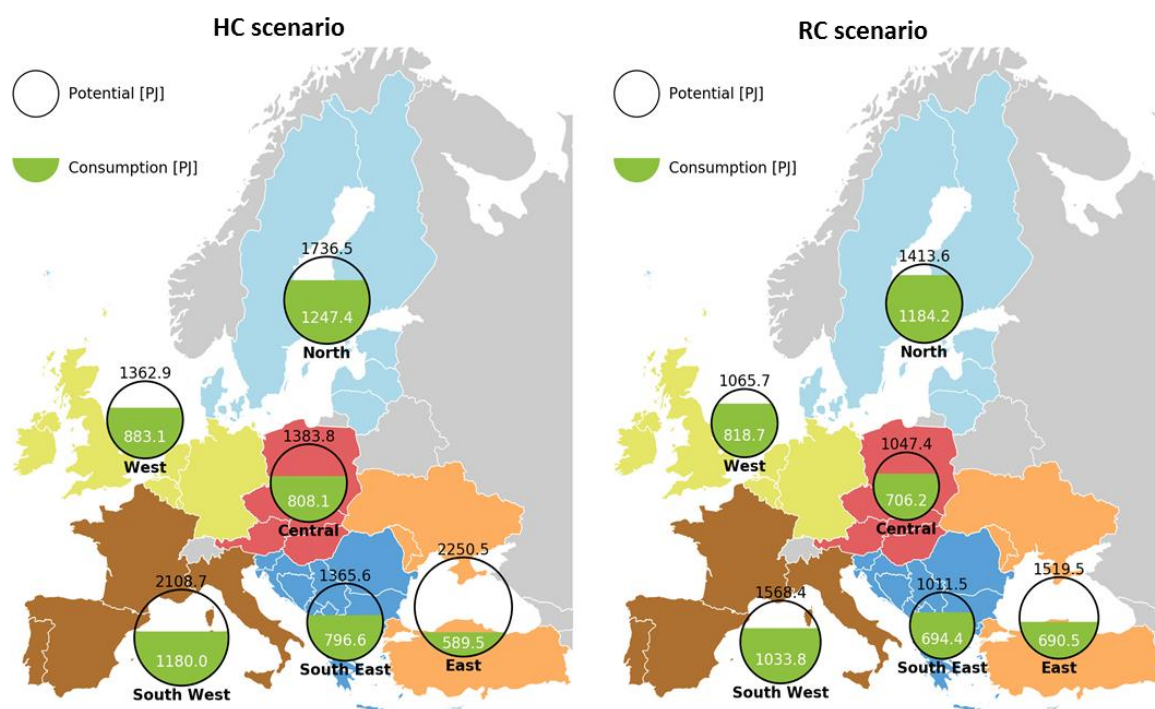 HC scenario
Potential [PJ]
Consumption [PJ]
1736.5
1247.4
North
1362.9
883.1
West
1383.8
808.1
Central
2108.7
1180.0
South West
1365.6
796.6
South East
2250.5
589.5
East
RC scenario
Potential [PJ]
Consumption [PJ]
1413.6
1184.2
North
1065.7
818.7
West
1047.4
706.2
Central
1568.4
1033.8
South West
1011.5
694.4
South East
1519.5
690.5
East